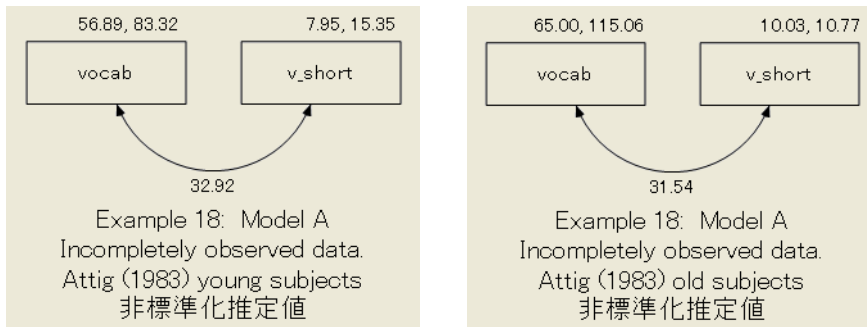 56.89, 83.32
7.95, 15.35
vocab
v_short
32.92
Example 18: Model A
Incompletely observed data.
Attig (1983) young subjects
非標準化推定値
65.00, 115.06
10.03, 10.77
vocab
v_short
31.54
Example 18: Model A
Incompletely observed data.
Attig (1983) old subjects
非標準化推定値